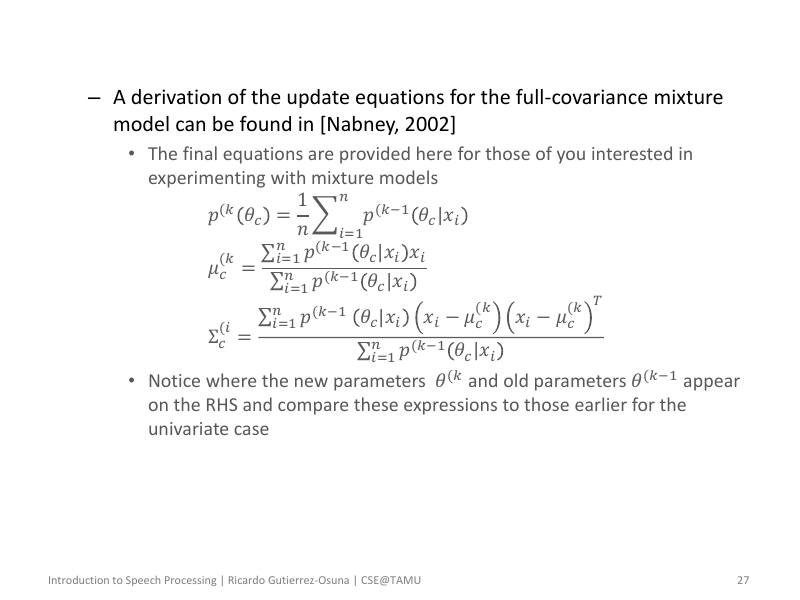 – A derivation of the update equations for the full-covariance mixture
model can be found in [Nabney, 2002]
• The final equations are provided here for those of you interested in
experimenting with mixture models
𝑝^(𝑘(𝜃_𝑐) = 1/𝑛 ∑_{𝑖=1}^{𝑛} 𝑝^(𝑘−1(𝜃_𝑐|𝑥_𝑖)
𝜇_𝑐^(𝑘 = ∑_{𝑖=1}^{𝑛} 𝑝^(𝑘−1(𝜃_𝑐|𝑥_𝑖)𝑥_𝑖 / ∑_{𝑖=1}^{𝑛} 𝑝^(𝑘−1(𝜃_𝑐|𝑥_𝑖)
Σ_𝑐^(𝑖 = ∑_{𝑖=1}^{𝑛} 𝑝^(𝑘−1 (𝜃_𝑐|𝑥_𝑖) (𝑥_𝑖 − 𝜇_𝑐^(𝑘) (𝑥_𝑖 − 𝜇_𝑐^(𝑘)^𝑇 / ∑_{𝑖=1}^{𝑛} 𝑝^(𝑘−1(𝜃_𝑐|𝑥_𝑖)
• Notice where the new parameters 𝜃^(𝑘 and old parameters 𝜃^(𝑘−1 appear
on the RHS and compare these expressions to those earlier for the
univariate case
Introduction to Speech Processing | Ricardo Gutierrez-Osuna | CSE@TAMU 27